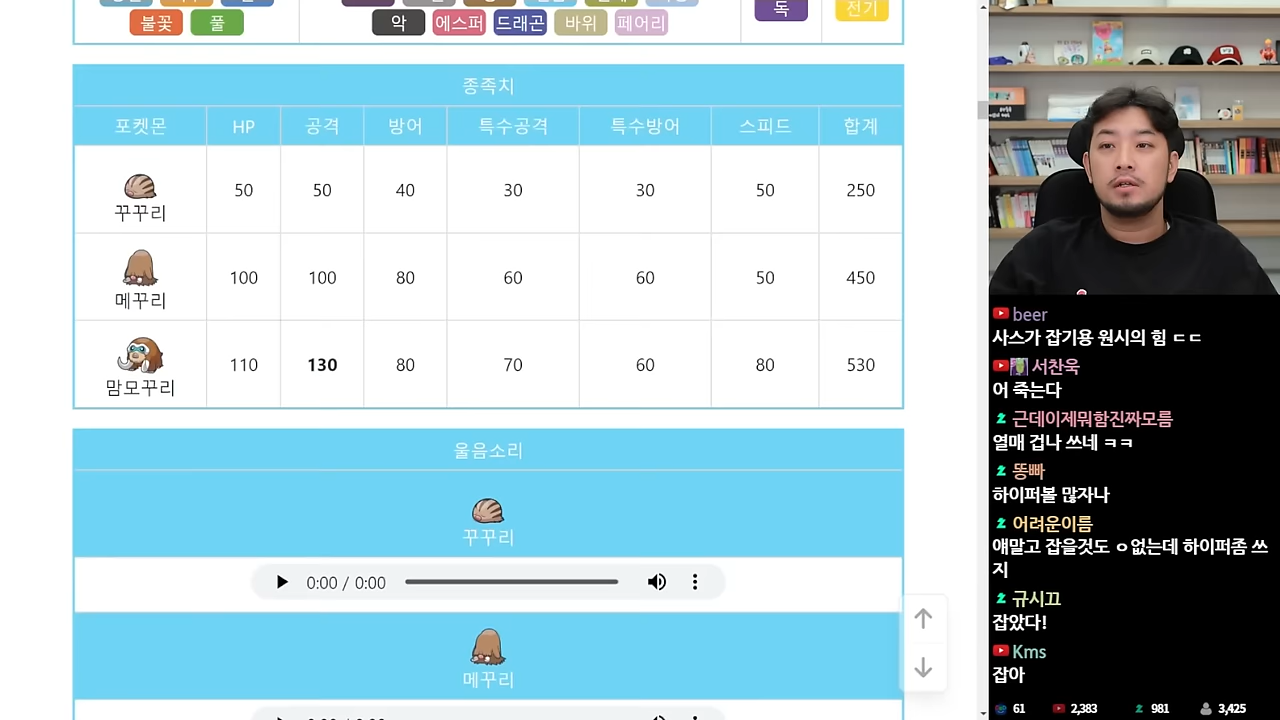 불꽃 풀 악 에스퍼 드래곤 바위 페어리 독 전기
종족치
포켓몬 HP 공격 방어 특수공격 특수방어 스피드 합계
꾸꾸리 50 50 40 30 30 50 250
메꾸리 100 100 80 60 60 50 450
맘모꾸리 110 130 80 70 60 80 530
울음소리
꾸꾸리
0:00 / 0:00
메꾸리
beer
사스가 잡기용 원시의 힘 ㄷㄷ
서찬욱
어 죽는다
근데이제뭐함진짜모름
열매 겁나 쓰네 ㅋㅋ
똥빠
하이퍼볼 많자나
어려운이름
얘말고 잡을것도 ㅇ없는데 하이퍼좀 쓰
지
규시끄
잡았다!
Kms
잡아
61 2,383 981 3,425